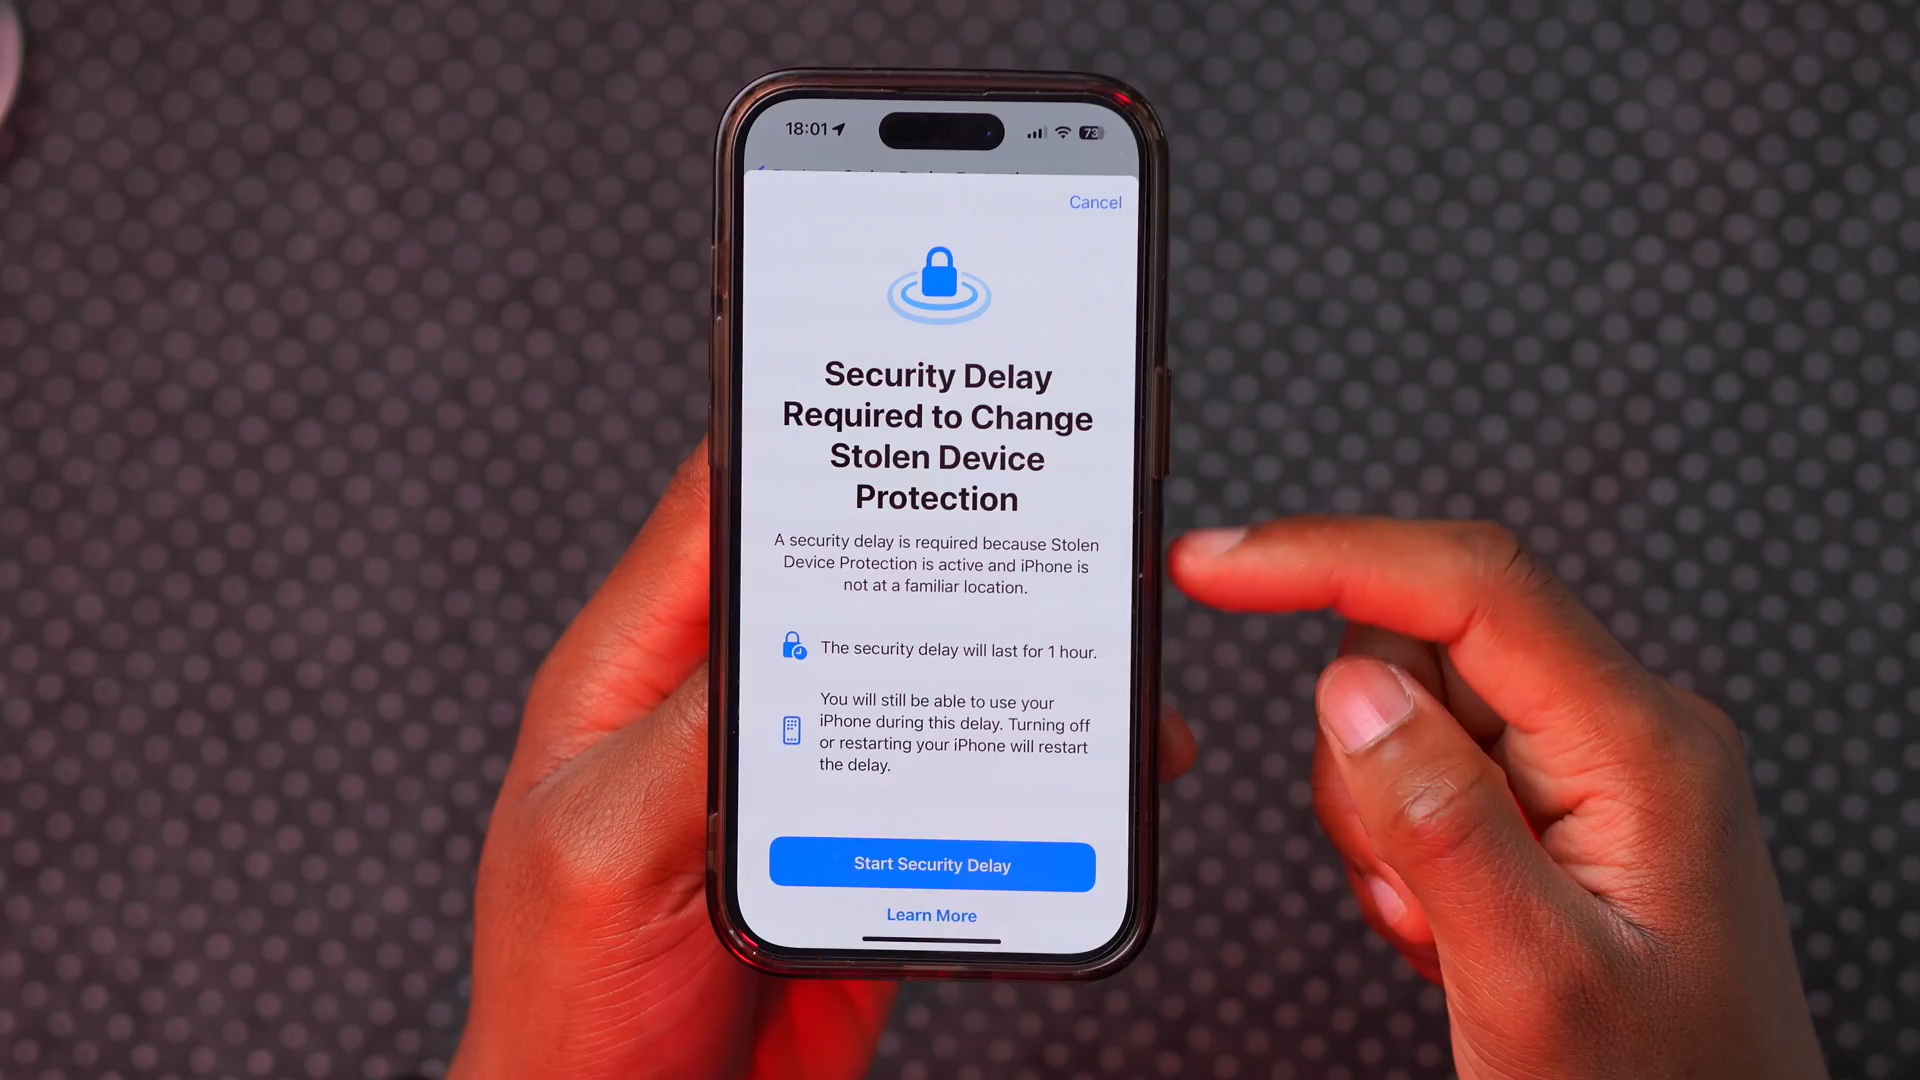 18:01
73
Cancel
Security Delay
Required to Change
Stolen Device
Protection
A security delay is required because Stolen
Device Protection is active and iPhone is
not at a familiar location.
The security delay will last for 1 hour.
You will still be able to use your
iPhone during this delay. Turning off
or restarting your iPhone will restart
the delay.
Start Security Delay
Learn More